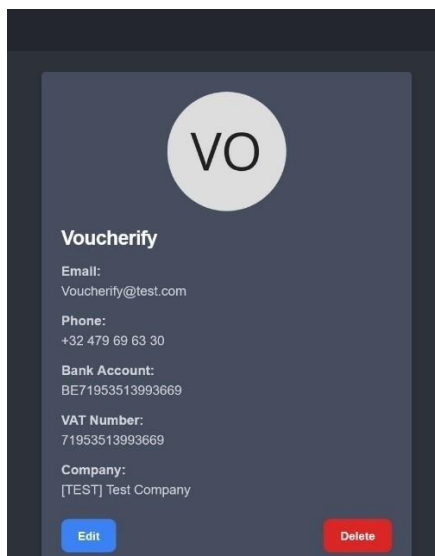 VO
Voucherify
Email:
Voucherify@test.com
Phone:
+32 479 69 63 30
Bank Account:
BE71953513993669
VAT Number:
71953513993669
Company:
[TEST] Test Company
Edit
Delete